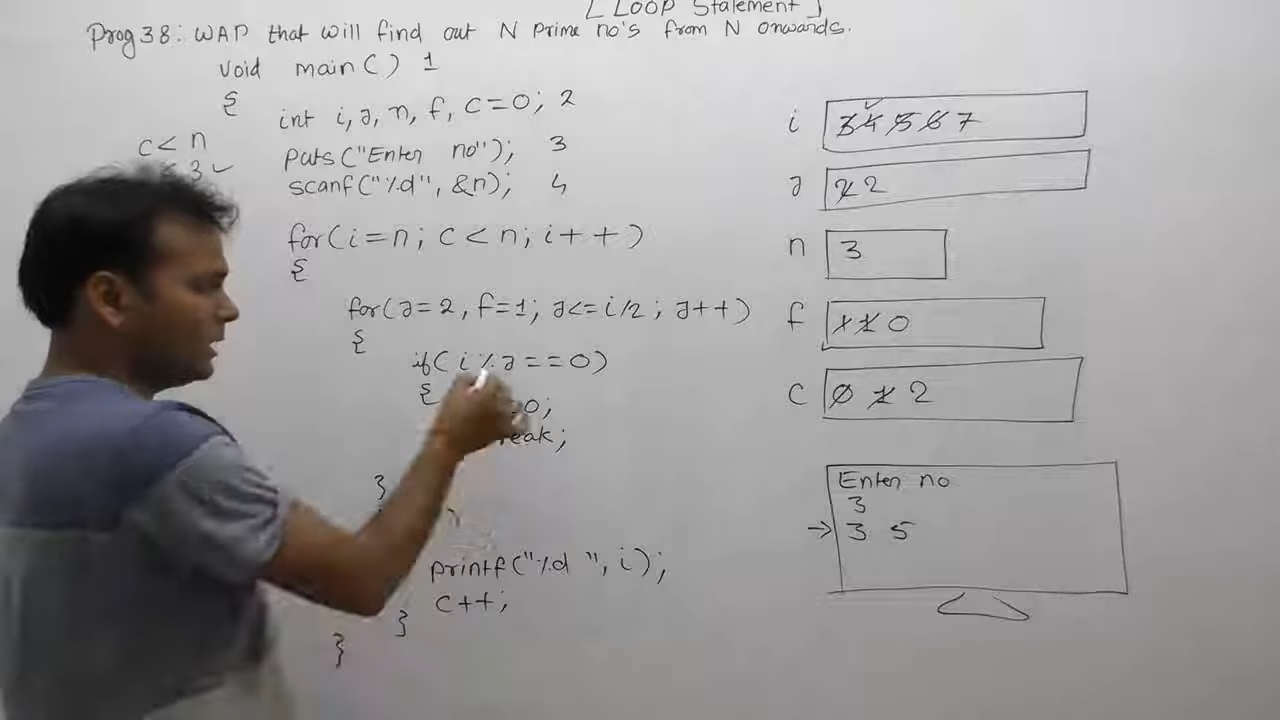 [ Loop Statement ]
Prog 38: WAP that will find out N prime no's from N onwards.
void main() 1
{
int i, j, n, f, c=0; 2
puts("Enter no"); 3
scanf("%d", &n); 4
c < n
3 ✓
for(i=n; c<n; i++)
{
for(j=2, f=1; j<=i/2; j++)
{
if(i%j==0)
{
=0;
break;
}
printf("%d ", i);
c++;
}
}
i 3 4 5 6 7
j 2 2
n 3
f 1 1 0
c 0 1 2
Enter no
3
→ 3 5